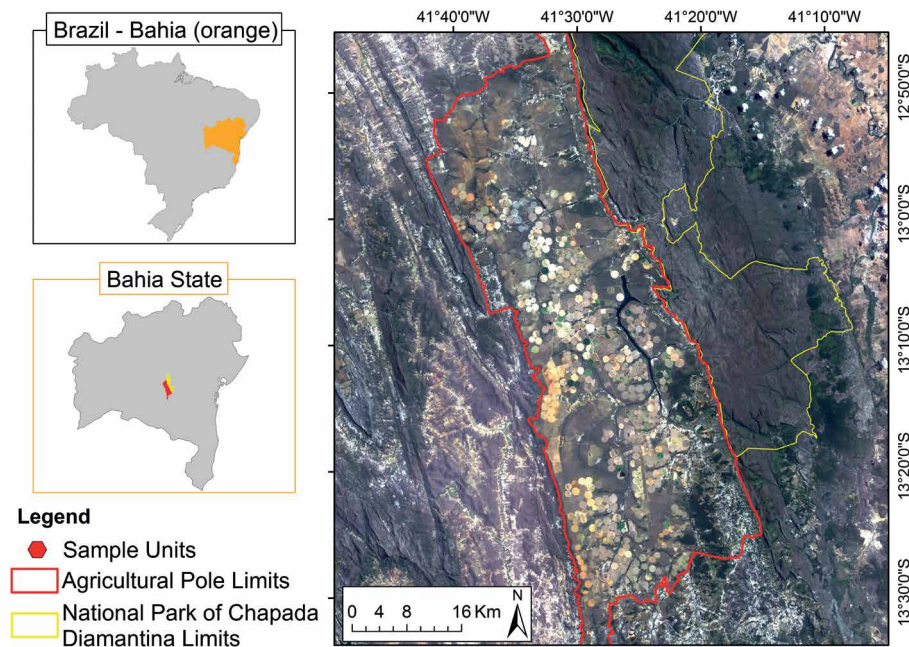 Brazil - Bahia (orange)
Bahia State
Legend
Sample Units
Agricultural Pole Limits
National Park of Chapada
Diamantina Limits
41°40'0"W 41°30'0"W 41°20'0"W 41°10'0"W
12°50'0"S
13°0'0"S
13°10'0"S
13°20'0"S
13°30'0"S
0 4 8 16 Km
N